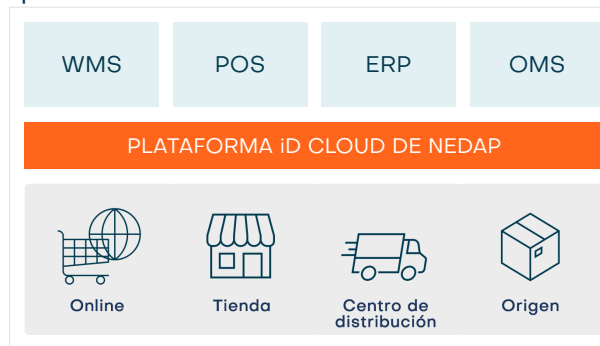 WMS POS ERP OMS
PLATAFORMA iD CLOUD DE NEDAP
Online Tienda Centro de distribución Origen